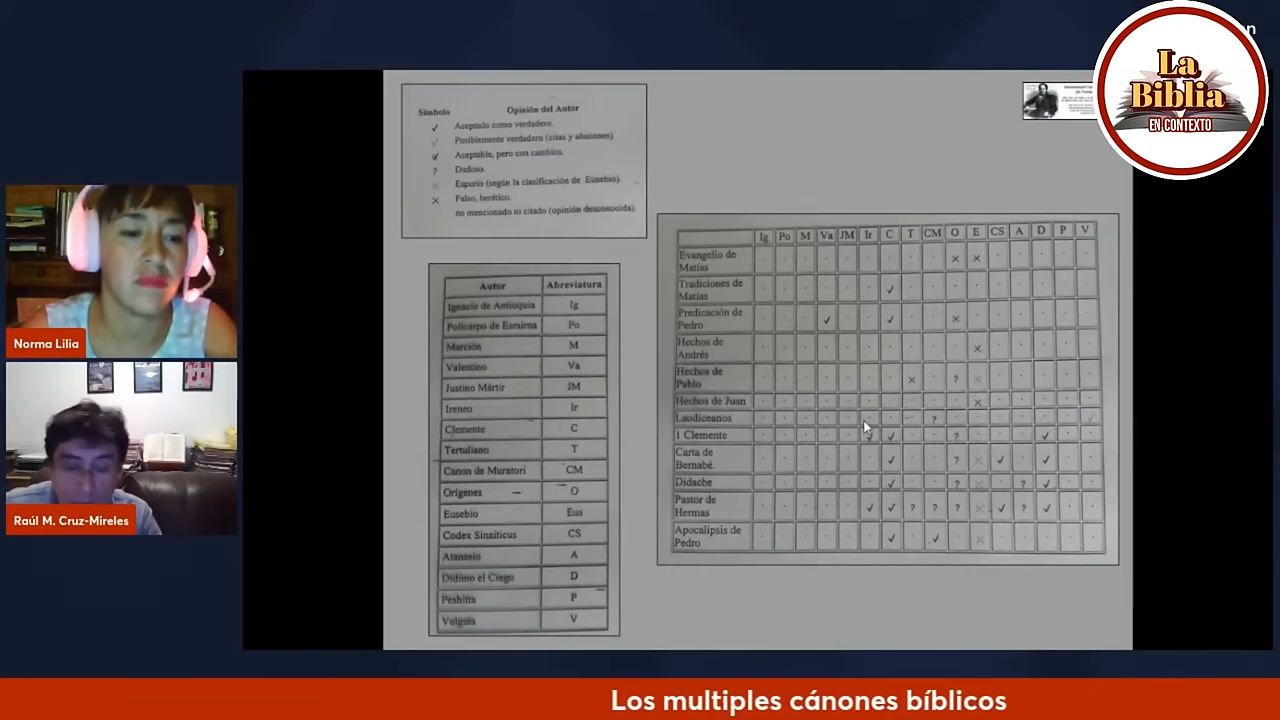 La
Biblia
EN CONTEXTO
Símbolo Opinión del Autor
✓ Aceptado como verdadero.
✓ Posiblemente verdadero (citas y alusiones)
Aceptable, pero con cambios.
? Dudoso.
× Espurio (según la clasificación de Eusebio).
× Falso, herético.
no mencionado ni citado (opinión desconocida).
Autor Abreviatura
Ignacio de Antioquia Ig
Policarpo de Esmirna Po
Marción M
Valentino Va
Justino Mártir JM
Ireneo Ir
Clemente C
Tertuliano T
Canon de Muratori CM
Orígenes O
Eusebio Eus
Codex Sinaiticus CS
Atanasio A
Dídimo el Ciego D
Peshitta P
Vulgata V
Ig Po M Va JM Ir C T CM O E CS A D P V
Evangelio de
Matías × ×
Tradiciones de
Matías ✓
Predicación de
Pedro ✓ ✓ ×
Hechos de
Andrés ×
Hechos de
Pablo × ? ×
Hechos de Juan ×
Laodiceanos ? ✓
1 Clemente ✓ ✓ ? ✓
Carta de
Bernabé. ✓ ? × ✓ ✓
Didache ✓ ? × ? ✓
Pastor de
Hermas ✓ ✓ ? ? ? × ✓ ? ✓
Apocalipsis de
Pedro ✓ ✓ ×
Norma Lilia
Raúl M. Cruz-Mireles
Los multiples cánones bíblicos